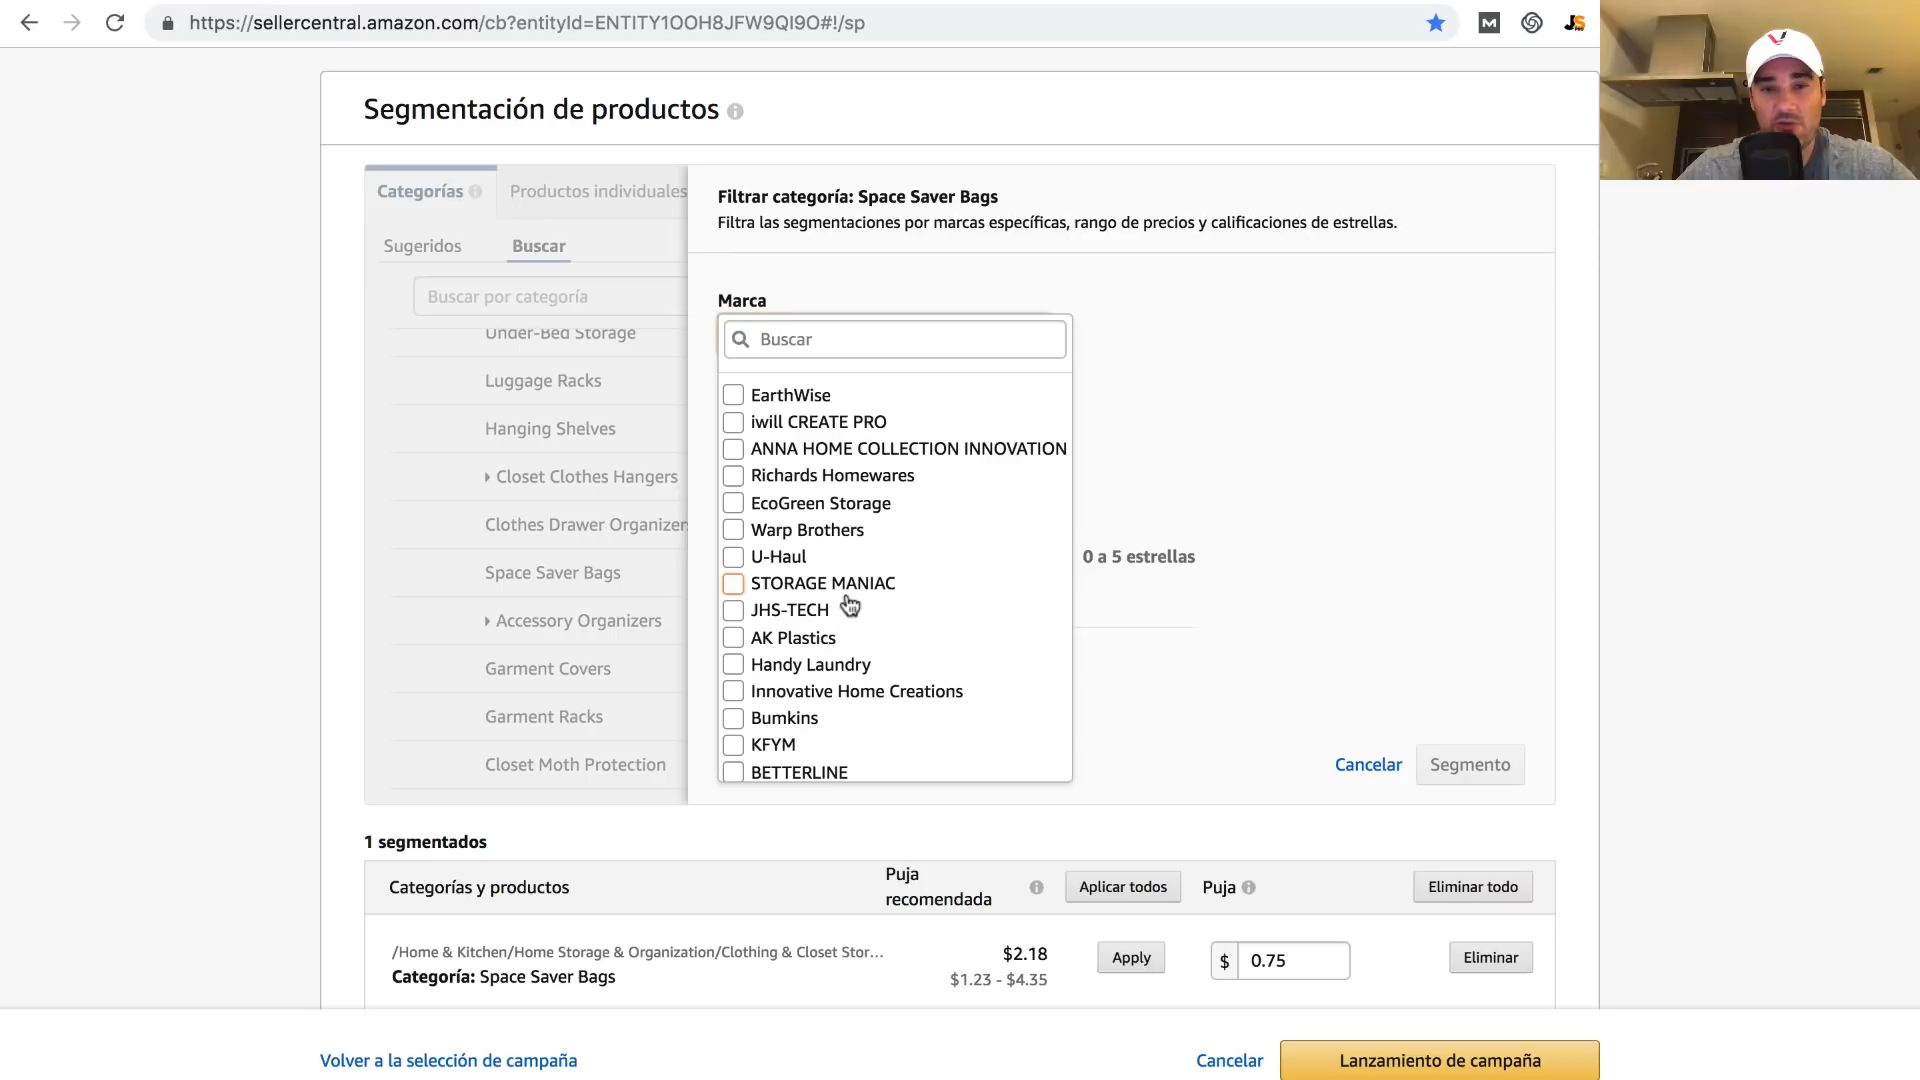 https://sellercentral.amazon.com/cb?entityId=ENTITY1OOH8JFW9QI9O#!/sp
Segmentación de productos
Categorías
Productos individuales
Sugeridos
Buscar
Buscar por categoría
Under-Bed Storage
Luggage Racks
Hanging Shelves
Closet Clothes Hangers
Clothes Drawer Organizer
Space Saver Bags
Accessory Organizers
Garment Covers
Garment Racks
Closet Moth Protection
Filtrar categoría: Space Saver Bags
Filtra las segmentaciones por marcas específicas, rango de precios y calificaciones de estrellas.
Marca
Buscar
EarthWise
iwill CREATE PRO
ANNA HOME COLLECTION INNOVATION
Richards Homewares
EcoGreen Storage
Warp Brothers
U-Haul
STORAGE MANIAC
JHS-TECH
AK Plastics
Handy Laundry
Innovative Home Creations
Bumkins
KFYM
BETTERLINE
0 a 5 estrellas
Cancelar
Segmento
1 segmentados
Categorías y productos
Puja
recomendada
Aplicar todos
Puja
Eliminar todo
/Home & Kitchen/Home Storage & Organization/Clothing & Closet Stor...
Categoría: Space Saver Bags
$2.18
$1.23 - $4.35
Apply
$ 0.75
Eliminar
Volver a la selección de campaña
Cancelar
Lanzamiento de campaña